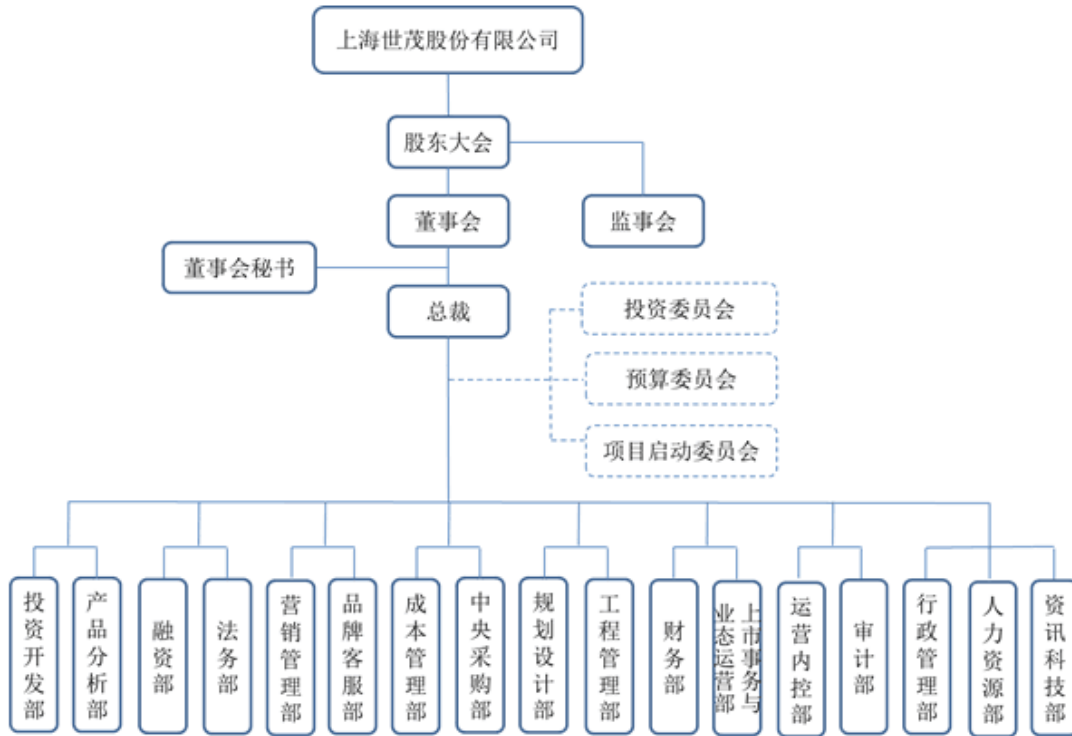 上海世茂股份有限公司
股东大会
董事会
监事会
董事会秘书
总裁
投资委员会
预算委员会
项目启动委员会
投资开发部
产品分析部
融资部
法务部
营销管理部
品牌客服部
成本管理部
中央采购部
规划设计部
工程管理部
财务部
上市事务与
业态运营部
运营内控部
审计部
行政管理部
人力资源部
资讯科技部